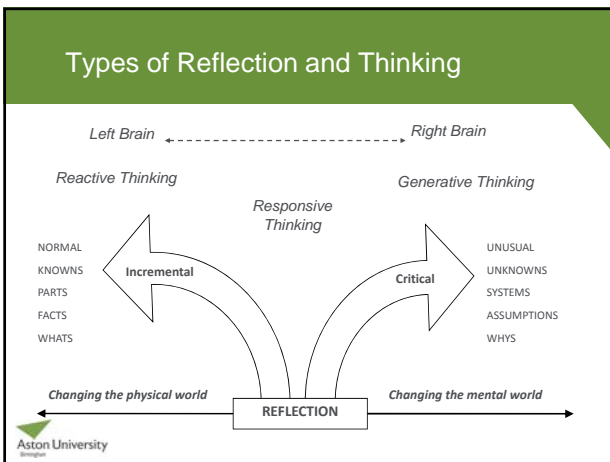 Types of Reflection and Thinking
Left Brain
Right Brain
Reactive Thinking
Generative Thinking
Responsive
Thinking
NORMAL
KNOWNS
PARTS
FACTS
WHATS
Incremental
Critical
UNUSUAL
UNKNOWNS
SYSTEMS
ASSUMPTIONS
WHYS
Changing the physical world
REFLECTION
Changing the mental world
Aston University
Birmingham